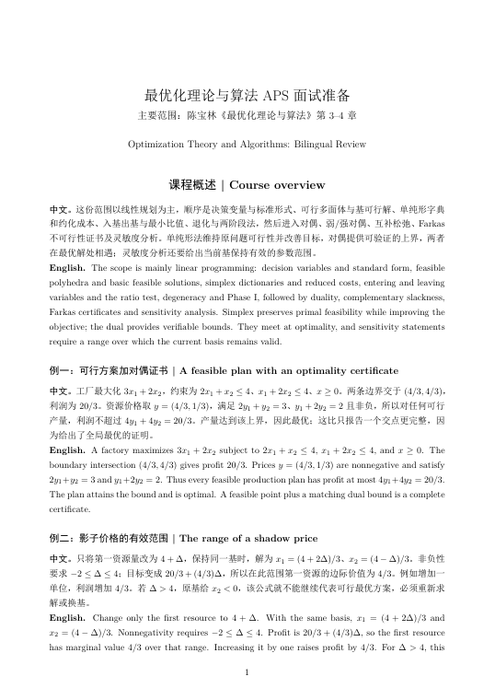 最优化理论与算法 APS 面试准备
主要范围：陈宝林《最优化理论与算法》第 3–4 章
Optimization Theory and Algorithms: Bilingual Review
课程概述 | Course overview
中文。这份范围以线性规划为主，顺序是决策变量与标准形式、可行多面体与基可行解、单纯形字典
和约化成本、入基出基与最小比值、退化与两阶段法，然后进入对偶、弱/强对偶、互补松弛、Farkas
不可行性证书及灵敏度分析。单纯形法维持原问题可行性并改善目标，对偶提供可验证的上界，两者
在最优解处相遇；灵敏度分析还要给出当前基保持有效的参数范围。
English. The scope is mainly linear programming: decision variables and standard form, feasible
polyhedra and basic feasible solutions, simplex dictionaries and reduced costs, entering and leaving
variables and the ratio test, degeneracy and Phase I, followed by duality, complementary slackness,
Farkas certificates and sensitivity analysis. Simplex preserves primal feasibility while improving the
objective; the dual provides verifiable bounds. They meet at optimality, and sensitivity statements
require a range over which the current basis remains valid.
例一：可行方案加对偶证书 | A feasible plan with an optimality certificate
中文。工厂最大化 3x₁ + 2x₂，约束为 2x₁ + x₂ ≤ 4、x₁ + 2x₂ ≤ 4、x ≥ 0。两条边界交于 (4/3, 4/3)，
利润为 20/3。资源价格取 y = (4/3, 1/3)，满足 2y₁ + y₂ = 3、y₁ + 2y₂ = 2 且非负，所以对任何可行
产量，利润不超过 4y₁ + 4y₂ = 20/3。产量达到该上界，因此最优；这比只报告一个交点更完整，因
为给出了全局最优的证明。
English. A factory maximizes 3x₁ + 2x₂ subject to 2x₁ + x₂ ≤ 4, x₁ + 2x₂ ≤ 4, and x ≥ 0. The
boundary intersection (4/3, 4/3) gives profit 20/3. Prices y = (4/3, 1/3) are nonnegative and satisfy
2y₁+y₂ = 3 and y₁+2y₂ = 2. Thus every feasible production plan has profit at most 4y₁+4y₂ = 20/3.
The plan attains the bound and is optimal. A feasible point plus a matching dual bound is a complete
certificate.
例二：影子价格的有效范围 | The range of a shadow price
中文。只将第一资源量改为 4 + Δ，保持同一基时，解为 x₁ = (4 + 2Δ)/3、x₂ = (4 − Δ)/3，非负性
要求 −2 ≤ Δ ≤ 4；目标变成 20/3 + (4/3)Δ，所以在此范围第一资源的边际价值为 4/3。例如增加一
单位，利润增加 4/3。若 Δ > 4，原基给 x₂ < 0，该公式就不能继续代表可行最优方案，必须重新求
解或换基。
English. Change only the first resource to 4 + Δ. With the same basis, x₁ = (4 + 2Δ)/3 and
x₂ = (4 − Δ)/3. Nonnegativity requires −2 ≤ Δ ≤ 4. Profit is 20/3 + (4/3)Δ, so the first resource
has marginal value 4/3 over that range. Increasing it by one raises profit by 4/3. For Δ > 4, this
1